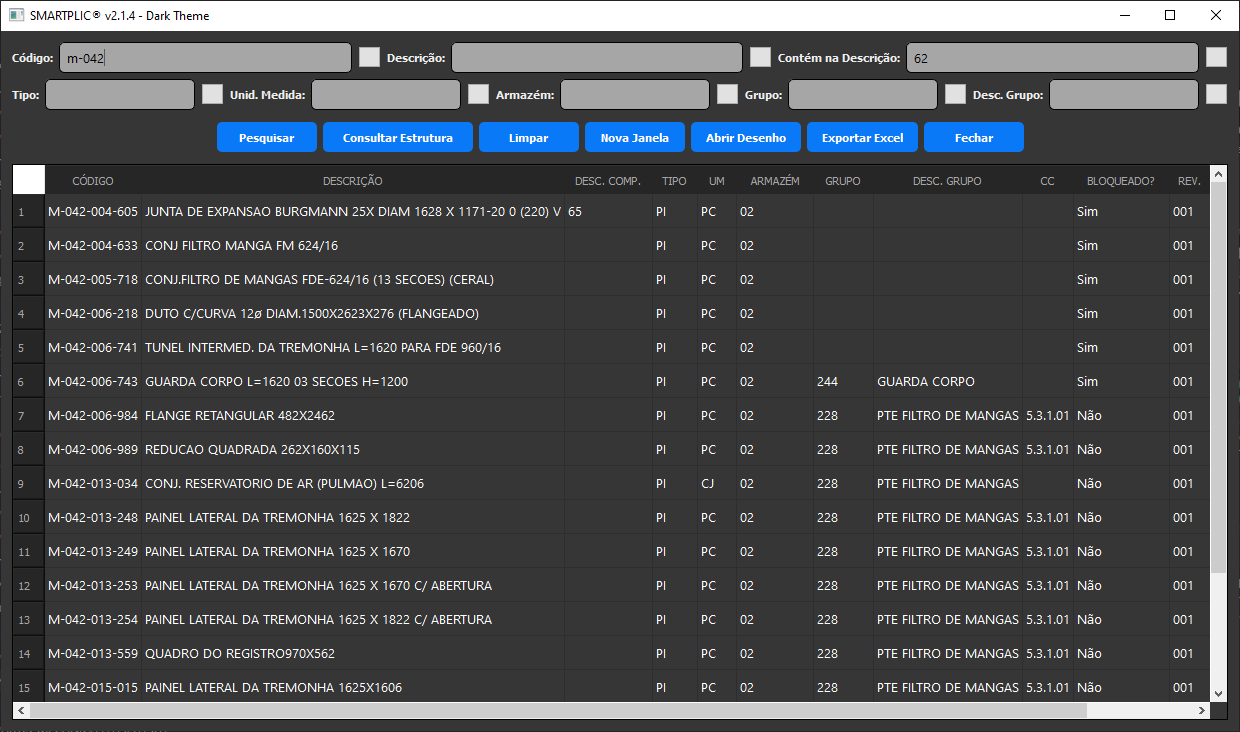 SMARTPLIC® v2.1.4 - Dark Theme
Código: m-042 Descrição: Contém na Descrição: 62
Tipo: Unid. Medida: Armazém: Grupo: Desc. Grupo:
Pesquisar Consultar Estrutura Limpar Nova Janela Abrir Desenho Exportar Excel Fechar
CÓDIGO DESCRIÇÃO DESC. COMP. TIPO UM ARMAZÉM GRUPO DESC. GRUPO CC BLOQUEADO? REV.
1 M-042-004-605 JUNTA DE EXPANSAO BURGMANN 25X DIAM 1628 X 1171-20 0 (220) V 65 PI PC 02 Sim 001
2 M-042-004-633 CONJ FILTRO MANGA FM 624/16 PI PC 02 Sim 001
3 M-042-005-718 CONJ.FILTRO DE MANGAS FDE-624/16 (13 SECOES) (CERAL) PI PC 02 Sim 001
4 M-042-006-218 DUTO C/CURVA 12ø DIAM.1500X2623X276 (FLANGEADO) PI PC 02 Sim 001
5 M-042-006-741 TUNEL INTERMED. DA TREMONHA L=1620 PARA FDE 960/16 PI PC 02 Sim 001
6 M-042-006-743 GUARDA CORPO L=1620 03 SECOES H=1200 PI PC 02 244 GUARDA CORPO Sim 001
7 M-042-006-984 FLANGE RETANGULAR 482X2462 PI PC 02 228 PTE FILTRO DE MANGAS 5.3.1.01 Não 001
8 M-042-006-989 REDUCAO QUADRADA 262X160X115 PI PC 02 228 PTE FILTRO DE MANGAS 5.3.1.01 Não 001
9 M-042-013-034 CONJ. RESERVATORIO DE AR (PULMAO) L=6206 PI CJ 02 228 PTE FILTRO DE MANGAS Não 001
10 M-042-013-248 PAINEL LATERAL DA TREMONHA 1625 X 1822 PI PC 02 228 PTE FILTRO DE MANGAS 5.3.1.01 Não 001
11 M-042-013-249 PAINEL LATERAL DA TREMONHA 1625 X 1670 PI PC 02 228 PTE FILTRO DE MANGAS 5.3.1.01 Não 001
12 M-042-013-253 PAINEL LATERAL DA TREMONHA 1625 X 1670 C/ ABERTURA PI PC 02 228 PTE FILTRO DE MANGAS 5.3.1.01 Não 001
13 M-042-013-254 PAINEL LATERAL DA TREMONHA 1625 X 1822 C/ ABERTURA PI PC 02 228 PTE FILTRO DE MANGAS 5.3.1.01 Não 001
14 M-042-013-559 QUADRO DO REGISTRO970X562 PI PC 02 228 PTE FILTRO DE MANGAS 5.3.1.01 Não 001
15 M-042-015-015 PAINEL LATERAL DA TREMONHA 1625X1606 PI PC 02 228 PTE FILTRO DE MANGAS 5.3.1.01 Não 001